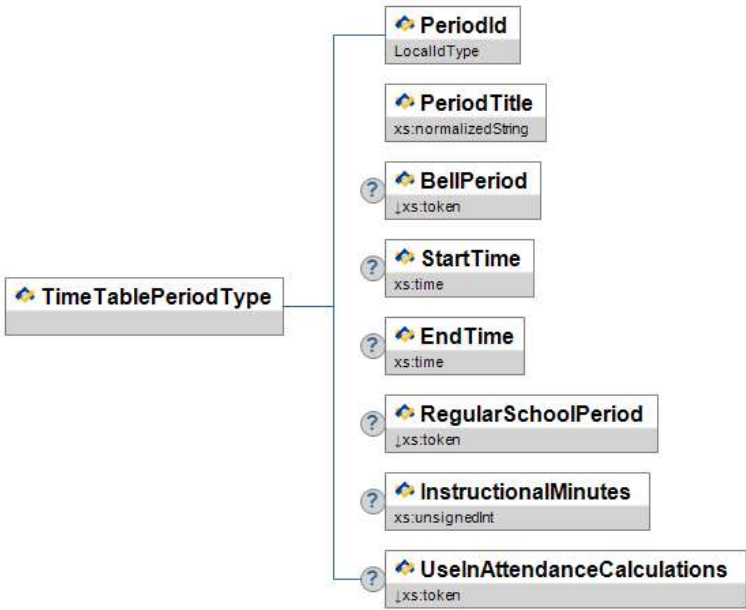 PeriodId
LocalIdType
PeriodTitle
xs:normalizedString
?
BellPeriod
↓xs:token
?
StartTime
xs:time
TimeTablePeriodType
?
EndTime
xs:time
?
RegularSchoolPeriod
↓xs:token
?
InstructionalMinutes
xs:unsignedInt
?
UseInAttendanceCalculations
↓xs:token